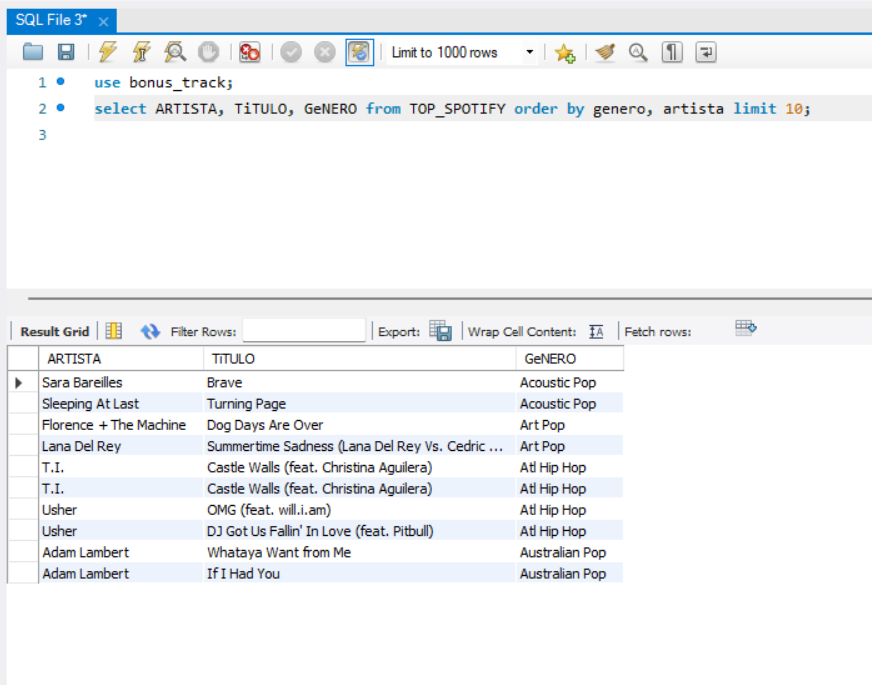 SQL File 3* ×
Limit to 1000 rows
1 use bonus_track;
2 select ARTISTA, TiTULO, GeNERO from TOP_SPOTIFY order by genero, artista limit 10;
3
Result Grid Filter Rows: Export: Wrap Cell Content: Fetch rows:
ARTISTA TiTULO GeNERO
Sara Bareilles Brave Acoustic Pop
Sleeping At Last Turning Page Acoustic Pop
Florence + The Machine Dog Days Are Over Art Pop
Lana Del Rey Summertime Sadness (Lana Del Rey Vs. Cedric ... Art Pop
T.I. Castle Walls (feat. Christina Aguilera) Atl Hip Hop
T.I. Castle Walls (feat. Christina Aguilera) Atl Hip Hop
Usher OMG (feat. will.i.am) Atl Hip Hop
Usher DJ Got Us Fallin' In Love (feat. Pitbull) Atl Hip Hop
Adam Lambert Whataya Want from Me Australian Pop
Adam Lambert If I Had You Australian Pop